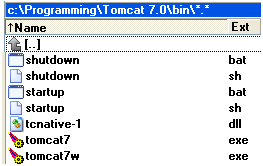 c:\Programming\Tomcat 7.0\bin\*.*
↑Name Ext
[..]
shutdown bat
shutdown sh
startup bat
startup sh
tcnative-1 dll
tomcat7 exe
tomcat7w exe